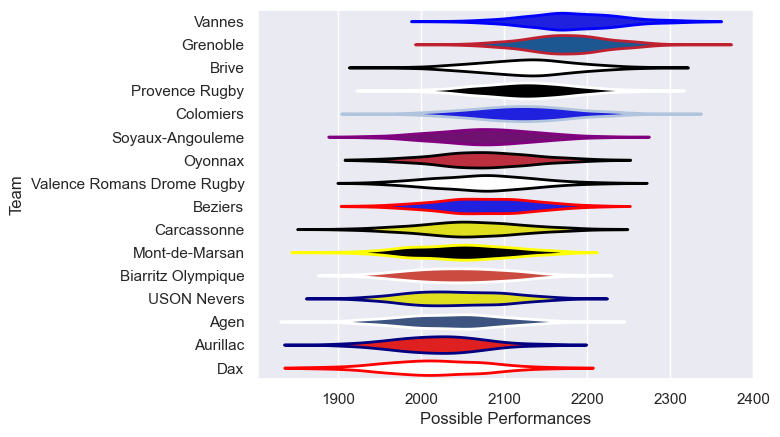 Vannes
Grenoble
Brive
Provence Rugby
Colomiers
Soyaux-Angouleme
Oyonnax
Valence Romans Drome Rugby
Beziers
Carcassonne
Mont-de-Marsan
Biarritz Olympique
USON Nevers
Agen
Aurillac
Dax
Team
1900 2000 2100 2200 2300 2400
Possible Performances